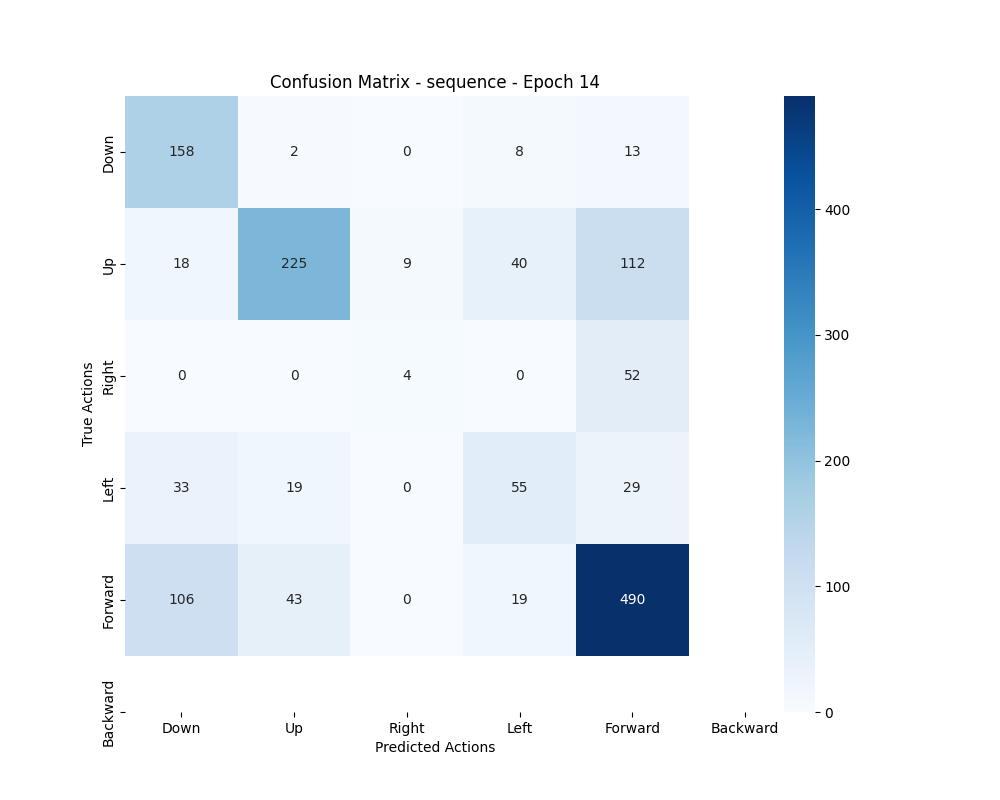 Confusion Matrix - sequence - Epoch 14
True Actions
Down 158 2 0 8 13
Up 18 225 9 40 112
Right 0 0 4 0 52
Left 33 19 0 55 29
Forward 106 43 0 19 490
Backward
Down Up Right Left Forward Backward
Predicted Actions
400
300
200
100
0